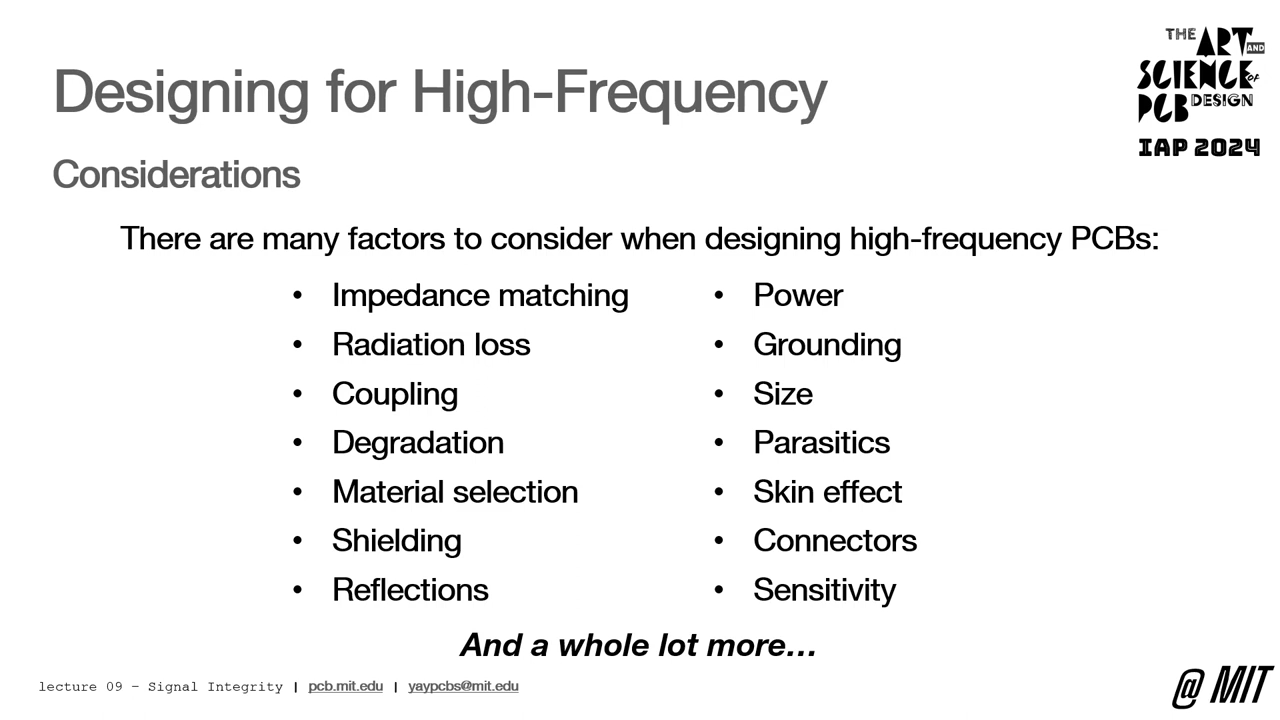 THE ART AND SCIENCE OF PCB DESIGN
IAP 2024
Designing for High-Frequency
Considerations
There are many factors to consider when designing high-frequency PCBs:
• Impedance matching
• Radiation loss
• Coupling
• Degradation
• Material selection
• Shielding
• Reflections
• Power
• Grounding
• Size
• Parasitics
• Skin effect
• Connectors
• Sensitivity
And a whole lot more…
lecture 09 – Signal Integrity | pcb.mit.edu | yaypcbs@mit.edu
@ MIT